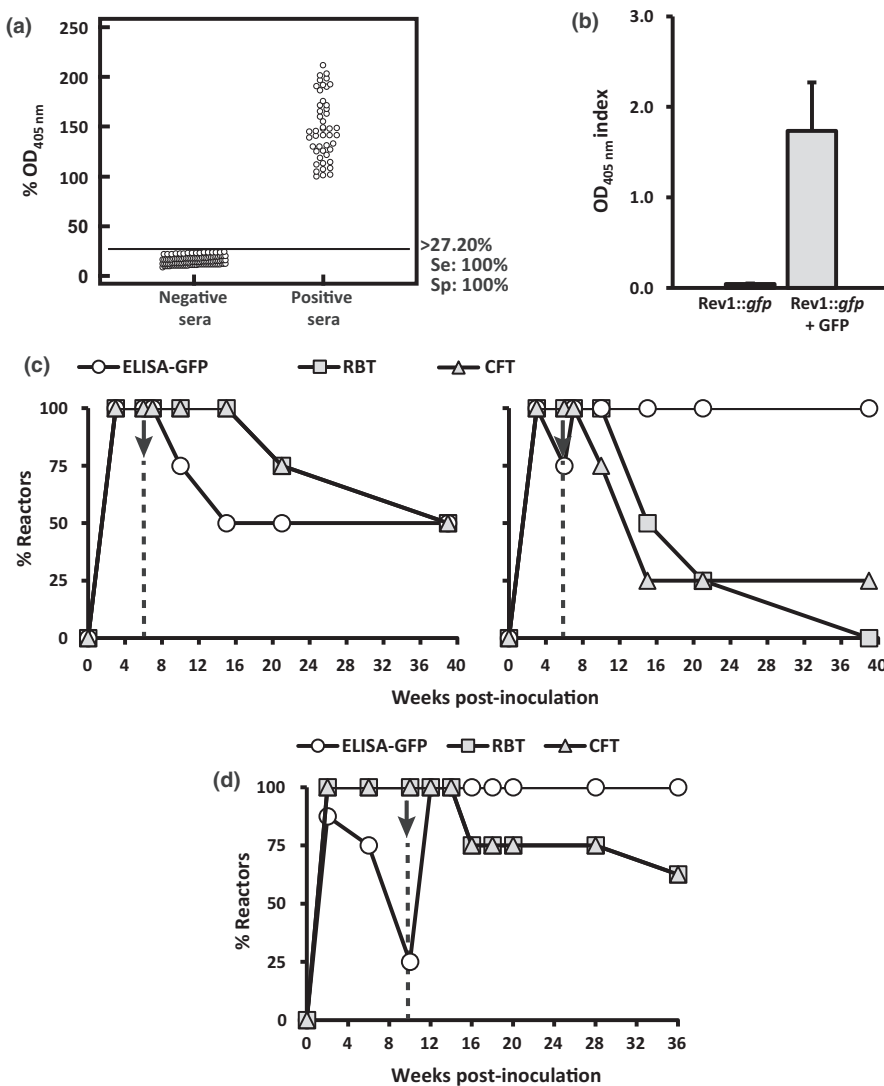 (a)
250
200
150
100
50
0
% OD405 nm
>27.20%
Se: 100%
Sp: 100%
Negative sera
Positive sera
(b)
3.0
2.0
1.0
0.0
OD405 nm index
Rev1::gfp
Rev1::gfp + GFP
(c)
ELISA-GFP RBT CFT
100
75
50
25
0
% Reactors
0 4 8 12 16 20 24 28 32 36 40
0 4 8 12 16 20 24 28 32 36 40
Weeks post-inoculation
ELISA-GFP RBT CFT
(d)
100
75
50
25
0
% Reactors
0 4 8 12 16 20 24 28 32 36
Weeks post-inoculation